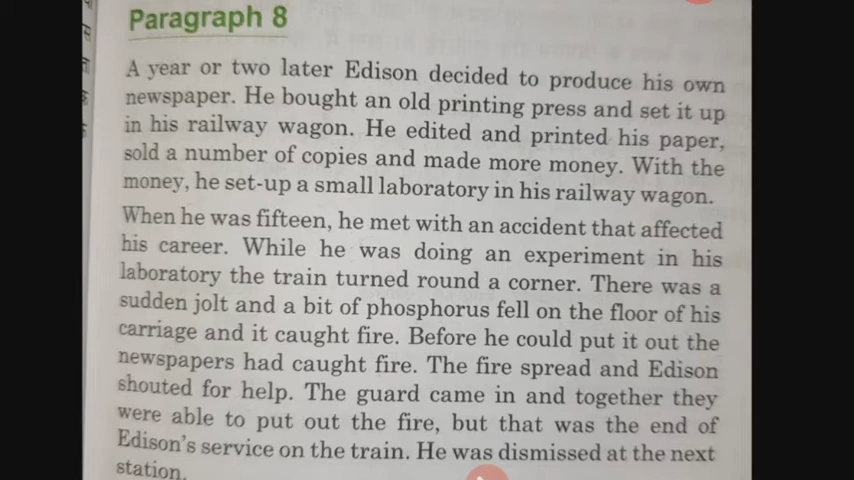 Paragraph 8
A year or two later Edison decided to produce his own
newspaper. He bought an old printing press and set it up
in his railway wagon. He edited and printed his paper,
sold a number of copies and made more money. With the
money, he set-up a small laboratory in his railway wagon.
When he was fifteen, he met with an accident that affected
his career. While he was doing an experiment in his
laboratory the train turned round a corner. There was a
sudden jolt and a bit of phosphorus fell on the floor of his
carriage and it caught fire. Before he could put it out the
newspapers had caught fire. The fire spread and Edison
shouted for help. The guard came in and together they
were able to put out the fire, but that was the end of
Edison's service on the train. He was dismissed at the next
station.